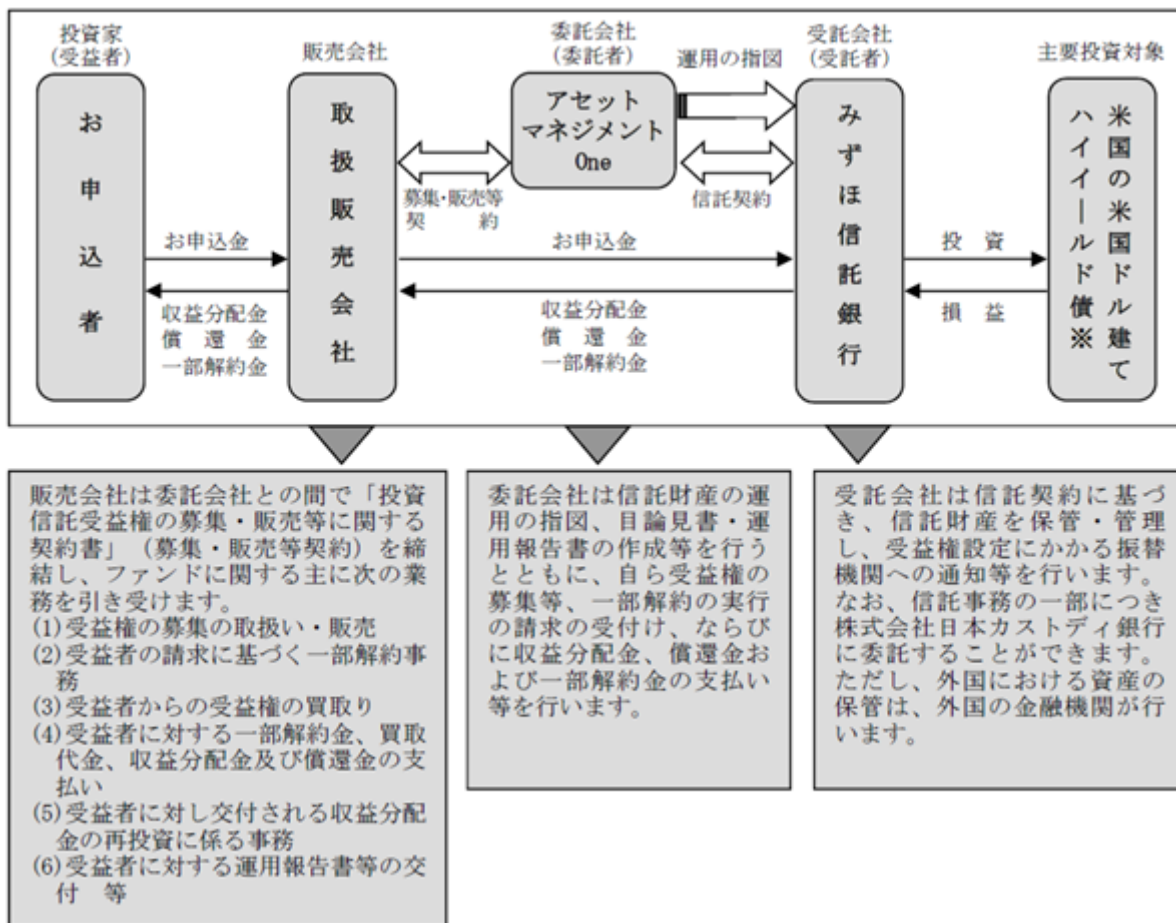 投資家
(受益者)
お申込者
販売会社
取扱販売会社
委託会社
(委託者)
アセット
マネジメント
One
運用の指図
受託会社
(受託者)
みずほ信託銀行
主要投資対象
米国の米国ドル建て
ハイイールド債※
募集・販売等
契　　約
信託契約
お申込金
収益分配金
償　還　金
一部解約金
お申込金
収益分配金
償　還　金
一部解約金
投　資
損　益
販売会社は委託会社との間で「投資
信託受益権の募集・販売等に関する
契約書」（募集・販売等契約）を締
結し、ファンドに関する主に次の業
務を引き受けます。
(1)受益権の募集の取扱い・販売
(2)受益者の請求に基づく一部解約事
務
(3)受益者からの受益権の買取り
(4)受益者に対する一部解約金、買取
代金、収益分配金及び償還金の支
払い
(5)受益者に対し交付される収益分配
金の再投資に係る事務
(6)受益者に対する運用報告書等の交
付　等
委託会社は信託財産の運
用の指図、目論見書・運
用報告書の作成等を行う
とともに、自ら受益権の
募集等、一部解約の実行
の請求の受付け、ならび
に収益分配金、償還金お
よび一部解約金の支払い
等を行います。
受託会社は信託契約に基づ
き、信託財産を保管・管理
し、受益権設定にかかる振替
機関への通知等を行います。
なお、信託事務の一部につき
株式会社日本カストディ銀行
に委託することができます。
ただし、外国における資産の
保管は、外国の金融機関が行
います。